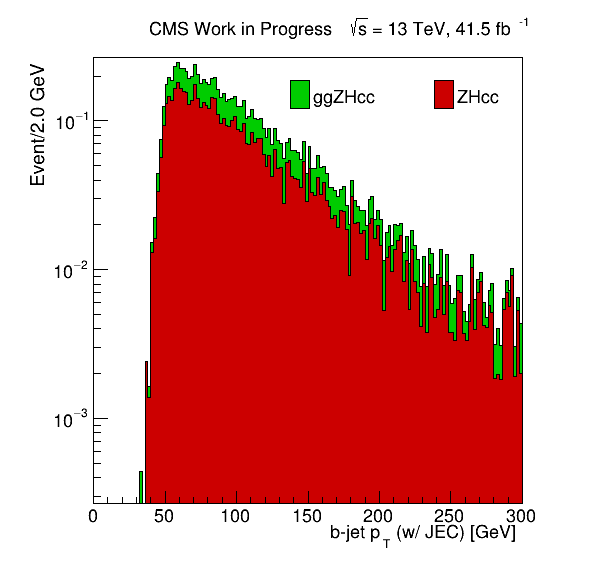 CMS Work in Progress √s = 13 TeV, 41.5 fb⁻¹
Event/2.0 GeV
ggZHcc ZHcc
10⁻¹
10⁻²
10⁻³
0 50 100 150 200 250 300
b-jet p_T (w/ JEC) [GeV]